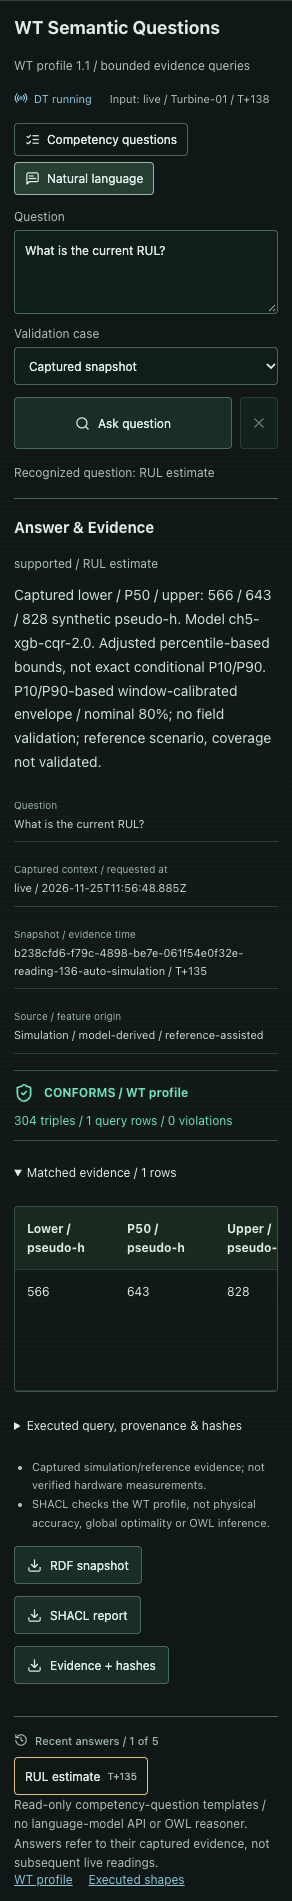 WT Semantic Questions
WT profile 1.1 / bounded evidence queries
DT running Input: live / Turbine-01 / T+138
Competency questions
Natural language
Question
What is the current RUL?
Validation case
Captured snapshot
Ask question
Recognized question: RUL estimate
Answer & Evidence
supported / RUL estimate
Captured lower / P50 / upper: 566 / 643
/ 828 synthetic pseudo-h. Model ch5-
xgb-cqr-2.0. Adjusted percentile-based
bounds, not exact conditional P10/P90.
P10/P90-based window-calibrated
envelope / nominal 80%; no field
validation; reference scenario, coverage
not validated.
Question
What is the current RUL?
Captured context / requested at
live / 2026-11-25T11:56:48.885Z
Snapshot / evidence time
b238cfd6-f79c-4898-be7e-061f54e0f32e-
reading-136-auto-simulation / T+135
Source / feature origin
Simulation / model-derived / reference-assisted
CONFORMS / WT profile
304 triples / 1 query rows / 0 violations
▼ Matched evidence / 1 rows
Lower / P50 / Upper /
pseudo-h pseudo-h pseudo-
566 643 828
▶ Executed query, provenance & hashes
• Captured simulation/reference evidence; not
verified hardware measurements.
• SHACL checks the WT profile, not physical
accuracy, global optimality or OWL inference.
RDF snapshot
SHACL report
Evidence + hashes
Recent answers / 1 of 5
RUL estimate T+135
Read-only competency-question templates /
no language-model API or OWL reasoner.
Answers refer to their captured evidence, not
subsequent live readings.
WT profile Executed shapes